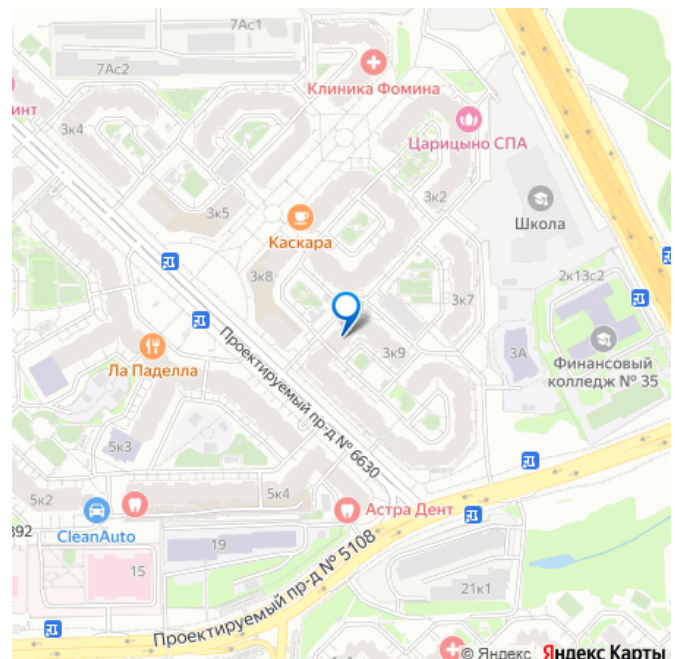 7Ас1
7Ас2
Клиника Фомина
инт
3к4
Царицыно СПА
3к2
3к5
Школа
Каскара
3к8
2к13с2
3к7
Проектируемый пр-д № 6630
3А
3к9
Финансовый
колледж № 35
Ла Паделла
5к3
5к2
5к4
Астра Дент
892
CleanAuto
19
15
Проектируемый пр-д № 5108
21к1
© Яндекс Яндекс Карты